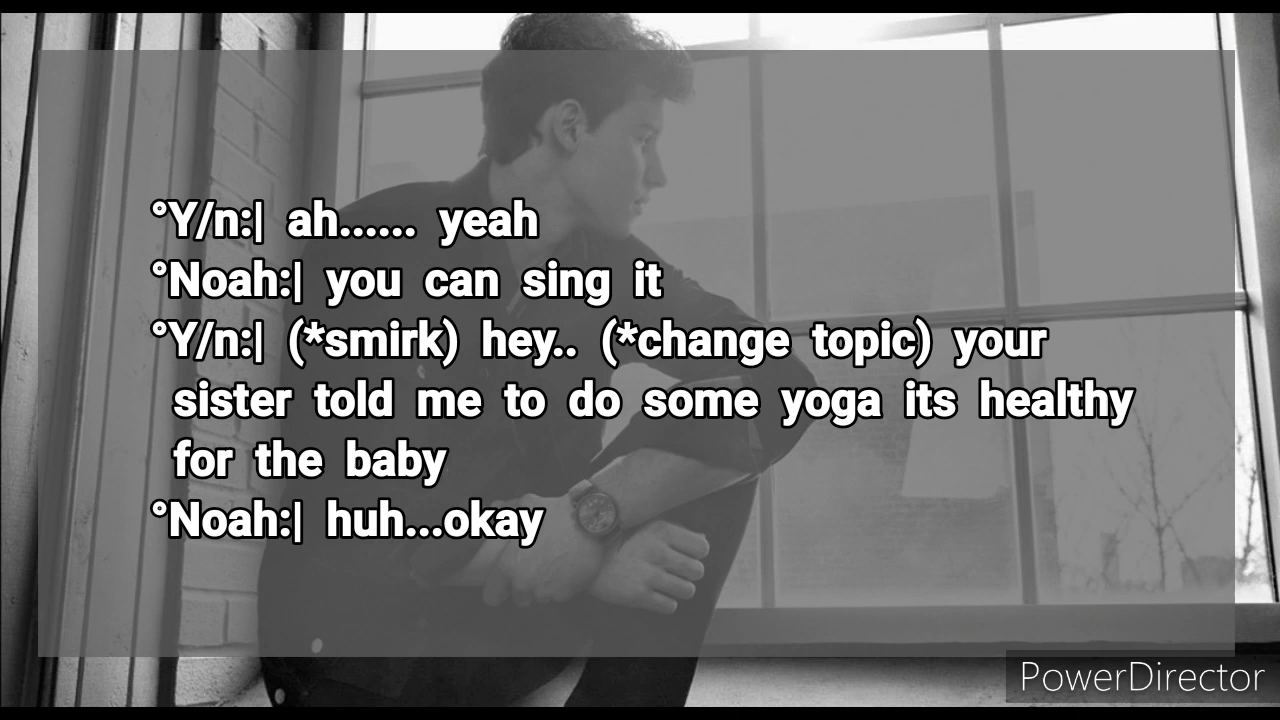 °Y/n:| ah...... yeah
°Noah:| you can sing it
°Y/n:| (*smirk) hey.. (*change topic) your
sister told me to do some yoga its healthy
for the baby
°Noah:| huh...okay
PowerDirector